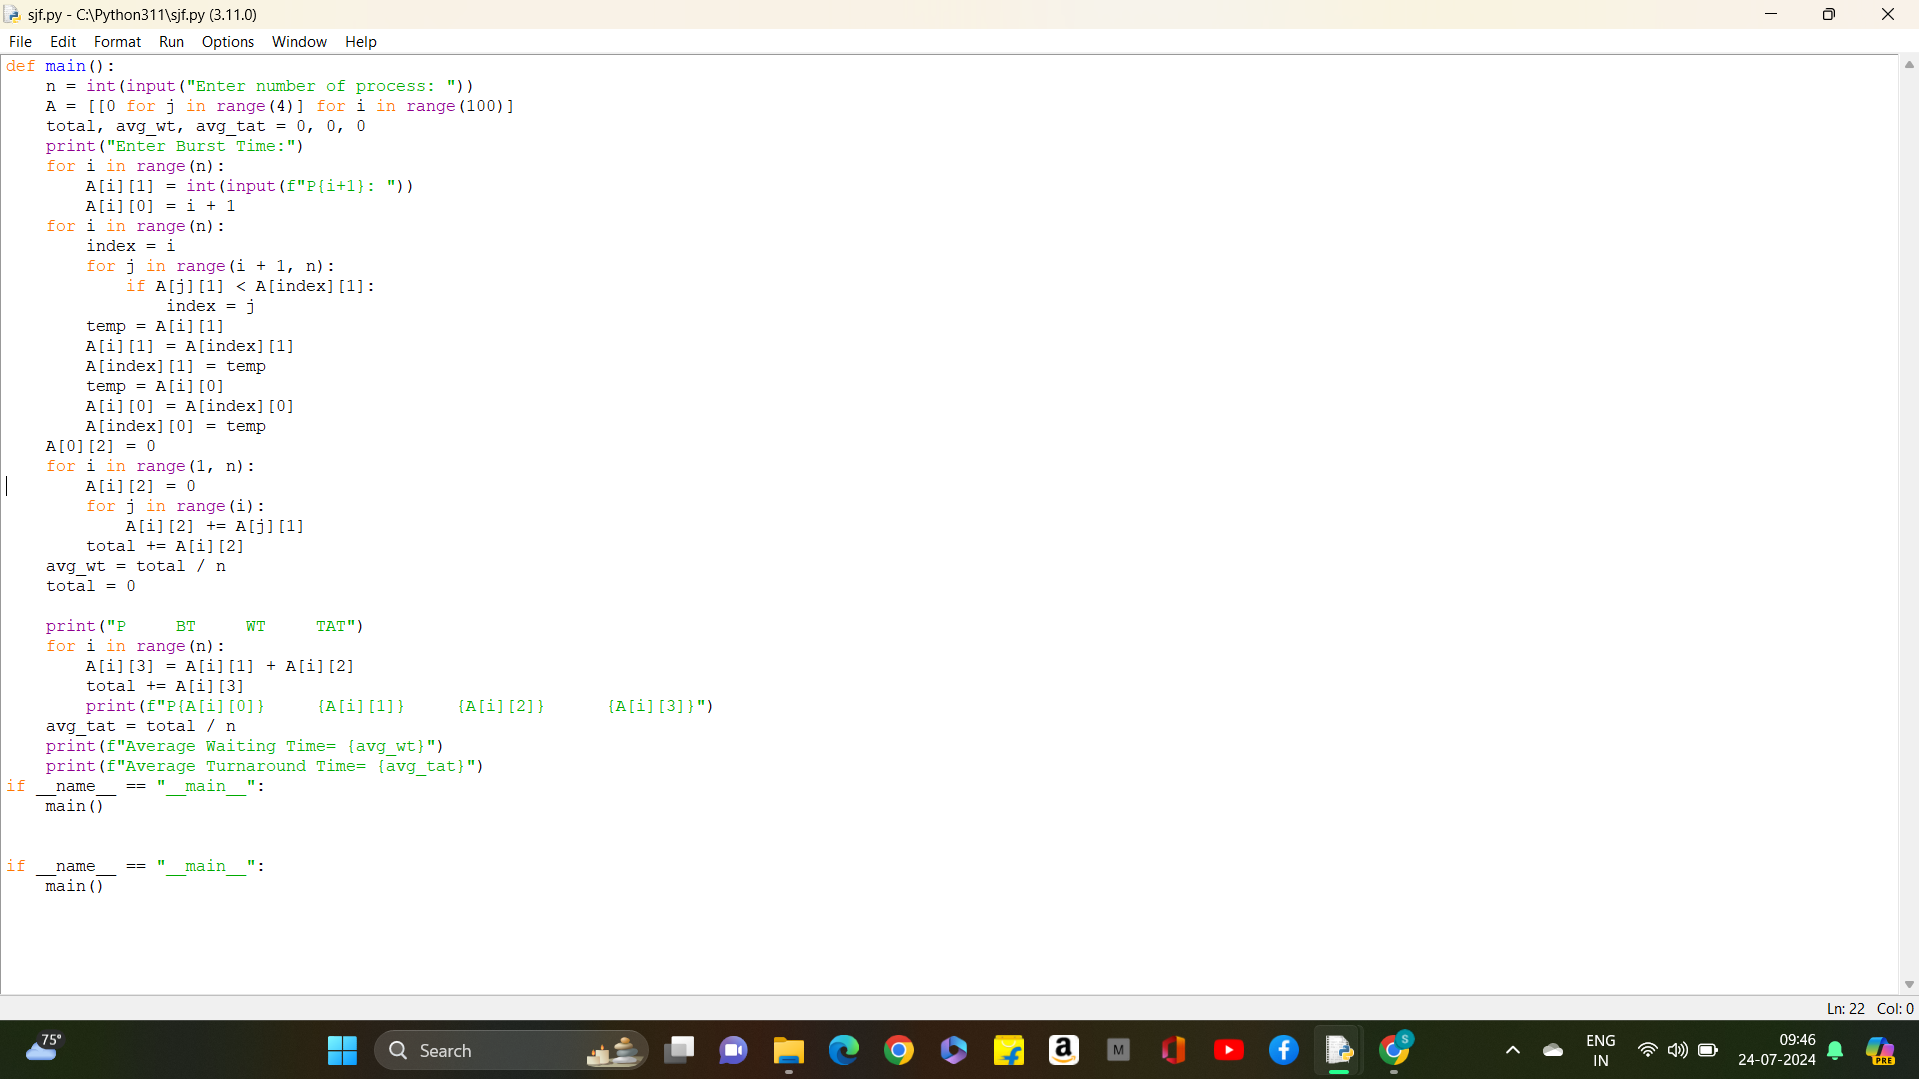 sjf.py - C:\Python311\sjf.py (3.11.0)
File Edit Format Run Options Window Help
def main():
    n = int(input("Enter number of process: "))
    A = [[0 for j in range(4)] for i in range(100)]
    total, avg_wt, avg_tat = 0, 0, 0
    print("Enter Burst Time:")
    for i in range(n):
        A[i][1] = int(input(f"P{i+1}: "))
        A[i][0] = i + 1
    for i in range(n):
        index = i
        for j in range(i + 1, n):
            if A[j][1] < A[index][1]:
                index = j
        temp = A[i][1]
        A[i][1] = A[index][1]
        A[index][1] = temp
        temp = A[i][0]
        A[i][0] = A[index][0]
        A[index][0] = temp
    A[0][2] = 0
    for i in range(1, n):
        A[i][2] = 0
        for j in range(i):
            A[i][2] += A[j][1]
        total += A[i][2]
    avg_wt = total / n
    total = 0

    print("P     BT     WT     TAT")
    for i in range(n):
        A[i][3] = A[i][1] + A[i][2]
        total += A[i][3]
        print(f"P{A[i][0]}     {A[i][1]}     {A[i][2]}      {A[i][3]}")
    avg_tat = total / n
    print(f"Average Waiting Time= {avg_wt}")
    print(f"Average Turnaround Time= {avg_tat}")
if __name__ == "__main__":
    main()


if __name__ == "__main__":
    main()
Ln: 22 Col: 0
75°
Search
M
a
S
ENG
IN
09:46
24-07-2024
PRE